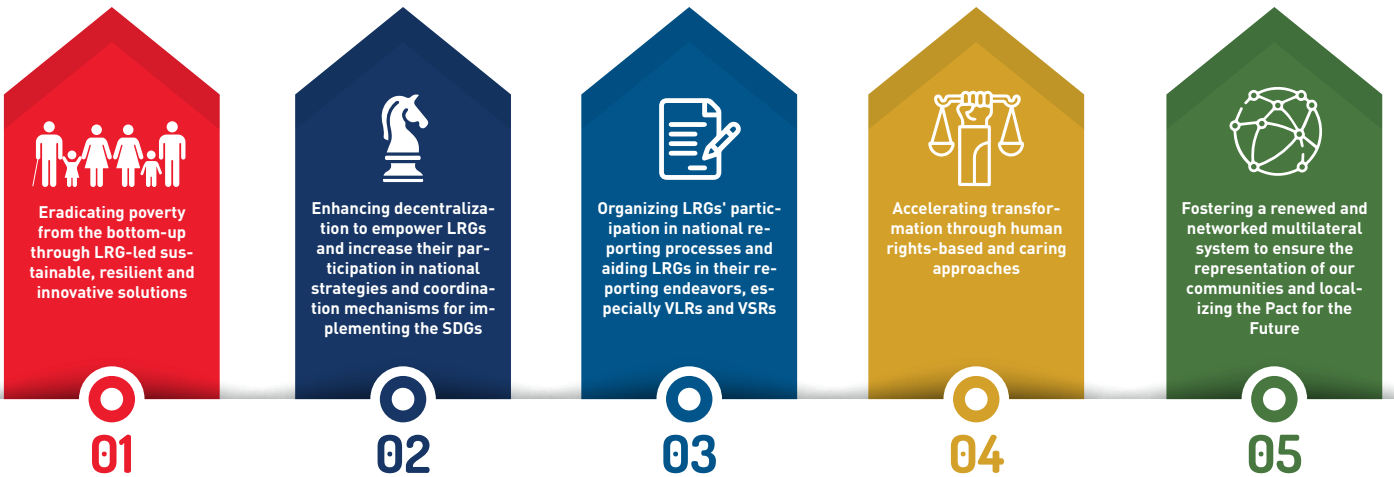 Eradicating poverty
from the bottom-up
through LRG-led sus-
tainable, resilient and
innovative solutions
01
Enhancing decentraliza-
tion to empower LRGs
and increase their par-
ticipation in national
strategies and coordina-
tion mechanisms for im-
plementing the SDGs
02
Organizing LRGs' partic-
ipation in national re-
porting processes and
aiding LRGs in their re-
porting endeavors, es-
pecially VLRs and VSRs
03
Accelerating transfor-
mation through human
rights-based and caring
approaches
04
Fostering a renewed and
networked multilateral
system to ensure the
representation of our
communities and local-
izing the Pact for the
Future
05